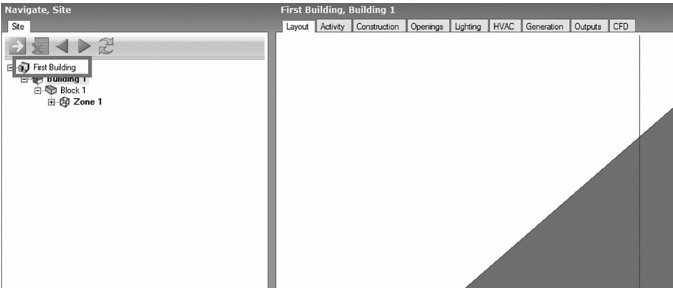 Navigate, Site
Site
First Building
Building 1
Block 1
Zone 1
First Building, Building 1
Layout Activity Construction Openings Lighting HVAC Generation Outputs CFD